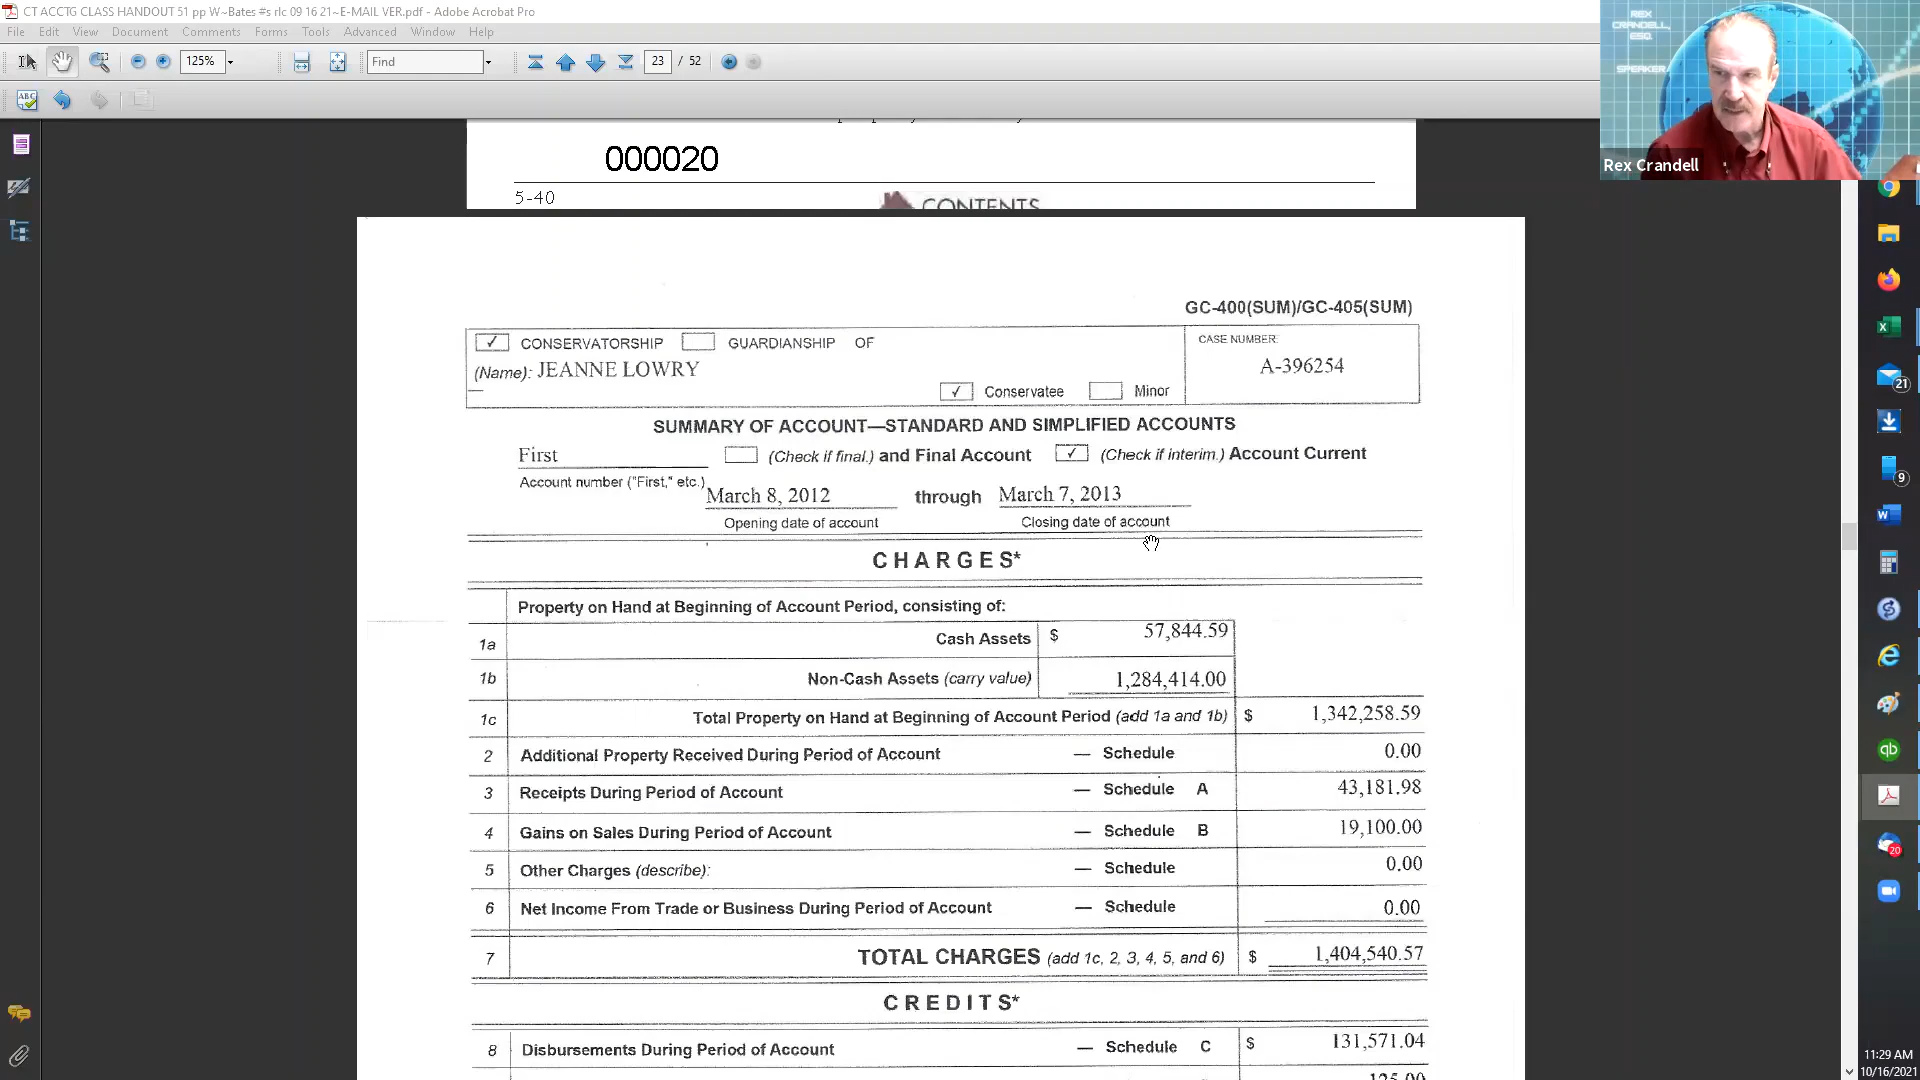 CT ACCTG CLASS HANDOUT 51 pp W~Bates #s rlc 09 16 21~E-MAIL VER.pdf - Adobe Acrobat Pro
File Edit View Document Comments Forms Tools Advanced Window Help
125% Find 23 / 52
REX CRANDELL, ESQ.
SPEAKER
Rex Crandell
000020
5-40
CONTENTS
GC-400(SUM)/GC-405(SUM)
✓ CONSERVATORSHIP GUARDIANSHIP OF
CASE NUMBER:
(Name): JEANNE LOWRY
A-396254
✓ Conservatee Minor
SUMMARY OF ACCOUNT—STANDARD AND SIMPLIFIED ACCOUNTS
First (Check if final.) and Final Account ✓ (Check if interim.) Account Current
Account number ("First," etc.)
March 8, 2012 through March 7, 2013
Opening date of account Closing date of account
CHARGES*
Property on Hand at Beginning of Account Period, consisting of:
1a Cash Assets $ 57,844.59
1b Non-Cash Assets (carry value) 1,284,414.00
1c Total Property on Hand at Beginning of Account Period (add 1a and 1b) $ 1,342,258.59
2 Additional Property Received During Period of Account — Schedule 0.00
3 Receipts During Period of Account — Schedule A 43,181.98
4 Gains on Sales During Period of Account — Schedule B 19,100.00
5 Other Charges (describe): — Schedule 0.00
6 Net Income From Trade or Business During Period of Account — Schedule 0.00
7 TOTAL CHARGES (add 1c, 2, 3, 4, 5, and 6) $ 1,404,540.57
CREDITS*
8 Disbursements During Period of Account — Schedule C $ 131,571.04
125.00
21
9
20
11:29 AM
10/16/2021